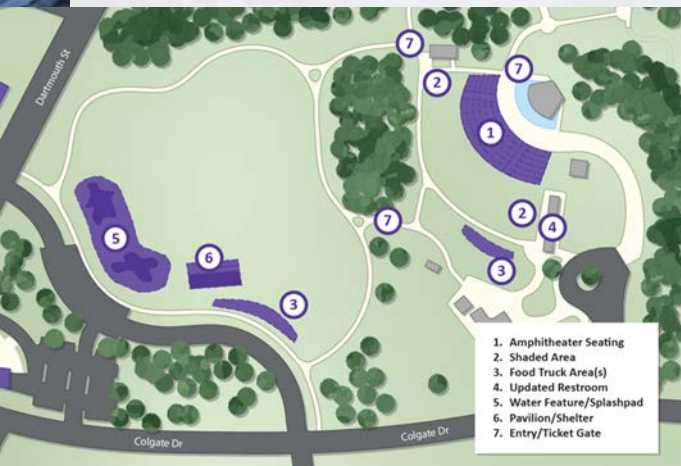 Dartmouth St
7
7
2
1
2
4
7
5
6
3
3
1. Amphitheater Seating
2. Shaded Area
3. Food Truck Area(s)
4. Updated Restroom
5. Water Feature/Splashpad
6. Pavilion/Shelter
7. Entry/Ticket Gate
Colgate Dr
Colgate Dr